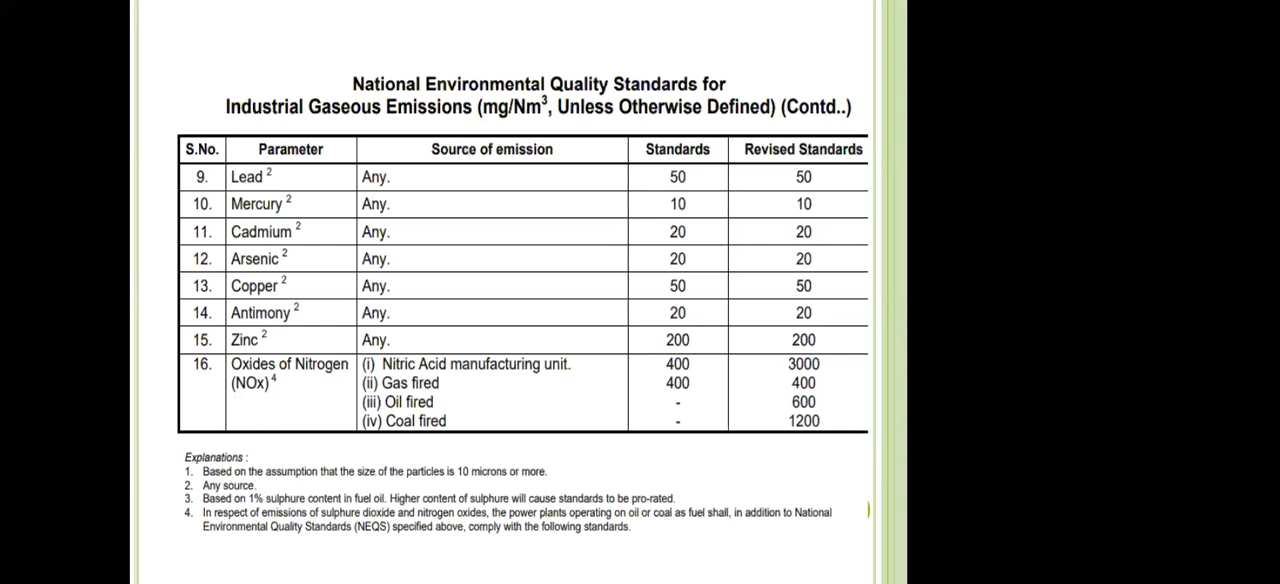 National Environmental Quality Standards for
Industrial Gaseous Emissions (mg/Nm³, Unless Otherwise Defined) (Contd..)
S.No. Parameter Source of emission Standards Revised Standards
9. Lead ² Any. 50 50
10. Mercury ² Any. 10 10
11. Cadmium ² Any. 20 20
12. Arsenic ² Any. 20 20
13. Copper ² Any. 50 50
14. Antimony ² Any. 20 20
15. Zinc ² Any. 200 200
16. Oxides of Nitrogen (i) Nitric Acid manufacturing unit. 400 3000
(NOx) ⁴ (ii) Gas fired 400 400
(iii) Oil fired - 600
(iv) Coal fired - 1200
Explanations :
1. Based on the assumption that the size of the particles is 10 microns or more.
2. Any source.
3. Based on 1% sulphure content in fuel oil. Higher content of sulphure will cause standards to be pro-rated.
4. In respect of emissions of sulphure dioxide and nitrogen oxides, the power plants operating on oil or coal as fuel shall, in addition to National
Environmental Quality Standards (NEQS) specified above, comply with the following standards.